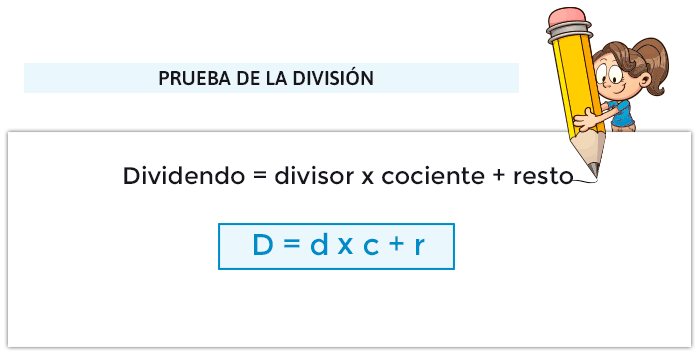 PRUEBA DE LA DIVISIÓN
Dividendo = divisor x cociente + resto
D = d x c + r